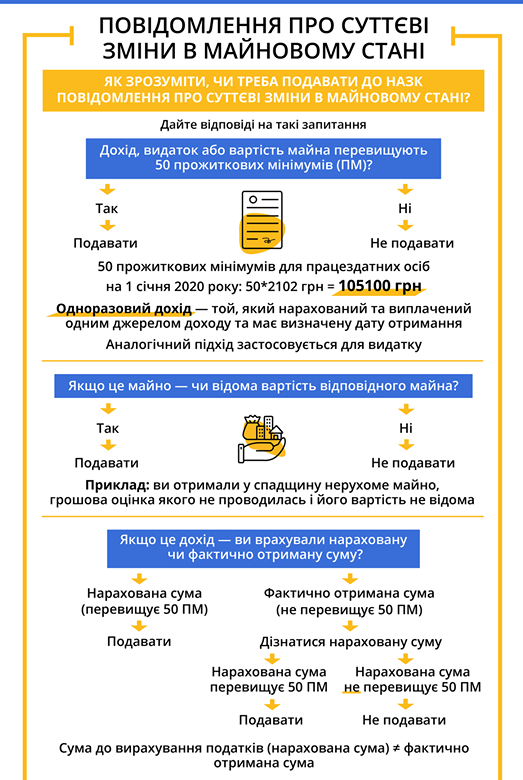 ПОВІДОМЛЕННЯ ПРО СУТТЄВІ
ЗМІНИ В МАЙНОВОМУ СТАНІ
ЯК ЗРОЗУМІТИ, ЧИ ТРЕБА ПОДАВАТИ ДО НАЗК
ПОВІДОМЛЕННЯ ПРО СУТТЄВІ ЗМІНИ В МАЙНОВОМУ СТАНІ?
Дайте відповіді на такі запитання
Дохід, видаток або вартість майна перевищують
50 прожиткових мінімумів (ПМ)?
Так
Ні
Подавати
Не подавати
50 прожиткових мінімумів для працездатних осіб
на 1 січня 2020 року: 50*2102 грн = 105100 грн
Одноразовий дохід — той, який нарахований та виплачений
одним джерелом доходу та має визначену дату отримання
Аналогічний підхід застосовується для видатку
Якщо це майно — чи відома вартість відповідного майна?
Так
Ні
Подавати
Не подавати
Приклад: ви отримали у спадщину нерухоме майно,
грошова оцінка якого не проводилась і його вартість не відома
Якщо це дохід — ви врахували нараховану
чи фактично отриману суму?
Нарахована сума
(перевищує 50 ПМ)
Подавати
Фактично отримана сума
(не перевищує 50 ПМ)
Дізнатися нараховану суму
Нарахована сума
перевищує 50 ПМ
Подавати
Нарахована сума
не перевищує 50 ПМ
Не подавати
Сума до вирахування податків (нарахована сума) ≠ фактично
отримана сума